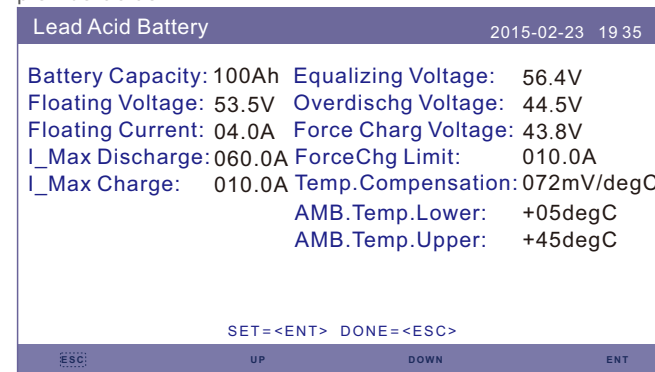 Lead Acid Battery 2015-02-23 19 35
Battery Capacity: 100Ah Equalizing Voltage: 56.4V
Floating Voltage: 53.5V Overdischg Voltage: 44.5V
Floating Current: 04.0A Force Charg Voltage: 43.8V
I_Max Discharge: 060.0A ForceChg Limit: 010.0A
I_Max Charge: 010.0A Temp.Compensation: 072mV/degC
AMB.Temp.Lower: +05degC
AMB.Temp.Upper: +45degC
SET=<ENT> DONE=<ESC>
ESC UP DOWN ENT